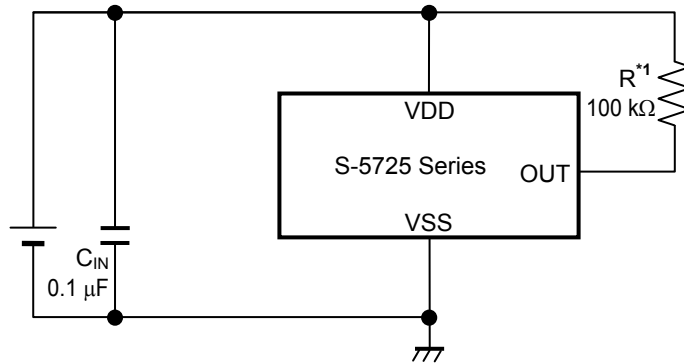 R*1
100 kΩ
VDD
S-5725 Series
OUT
VSS
CIN
0.1 μF